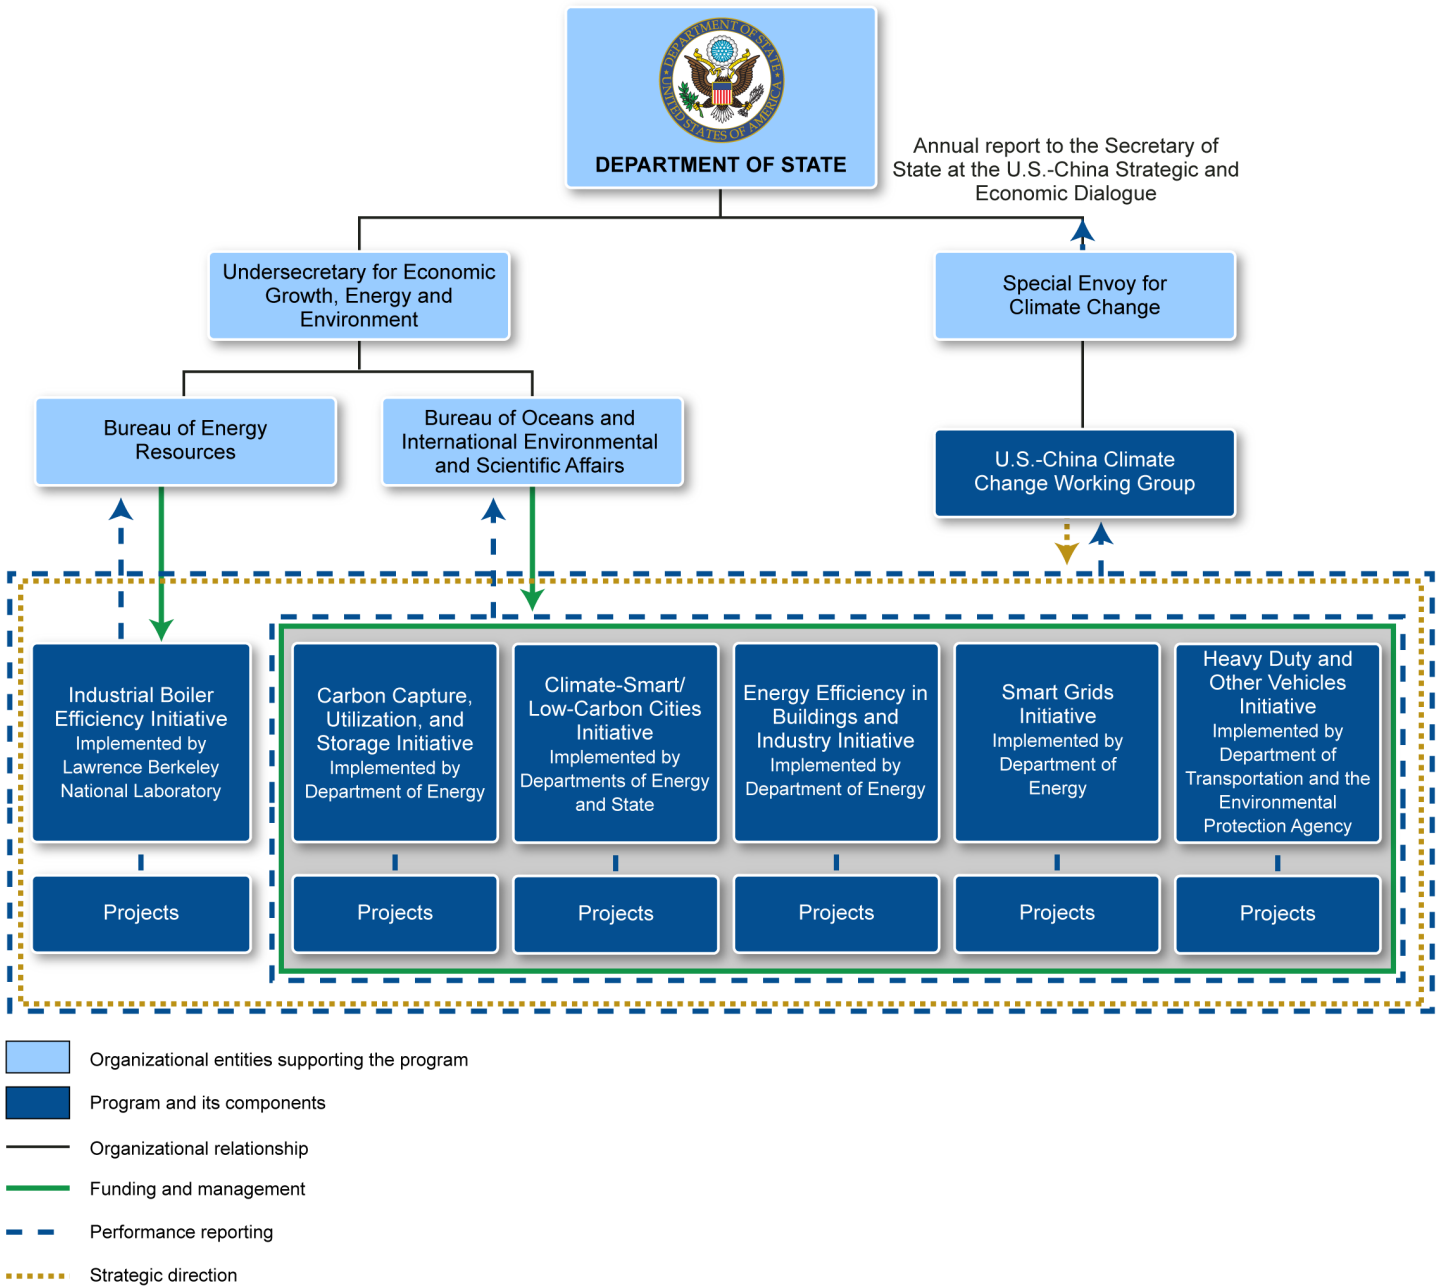 DEPARTMENT OF STATE
UNITED STATES OF AMERICA
DEPARTMENT OF STATE
Annual report to the Secretary of
State at the U.S.-China Strategic and
Economic Dialogue
Undersecretary for Economic
Growth, Energy and
Environment
Special Envoy for
Climate Change
Bureau of Energy
Resources
Bureau of Oceans and
International Environmental
and Scientific Affairs
U.S.-China Climate
Change Working Group
Industrial Boiler
Efficiency Initiative
Implemented by
Lawrence Berkeley
National Laboratory
Carbon Capture,
Utilization, and
Storage Initiative
Implemented by
Department of Energy
Climate-Smart/
Low-Carbon Cities
Initiative
Implemented by
Departments of Energy
and State
Energy Efficiency in
Buildings and
Industry Initiative
Implemented by
Department of Energy
Smart Grids
Initiative
Implemented by
Department of
Energy
Heavy Duty and
Other Vehicles
Initiative
Implemented by
Department of
Transportation and the
Environmental
Protection Agency
Projects
Projects
Projects
Projects
Projects
Projects
Organizational entities supporting the program
Program and its components
Organizational relationship
Funding and management
Performance reporting
Strategic direction